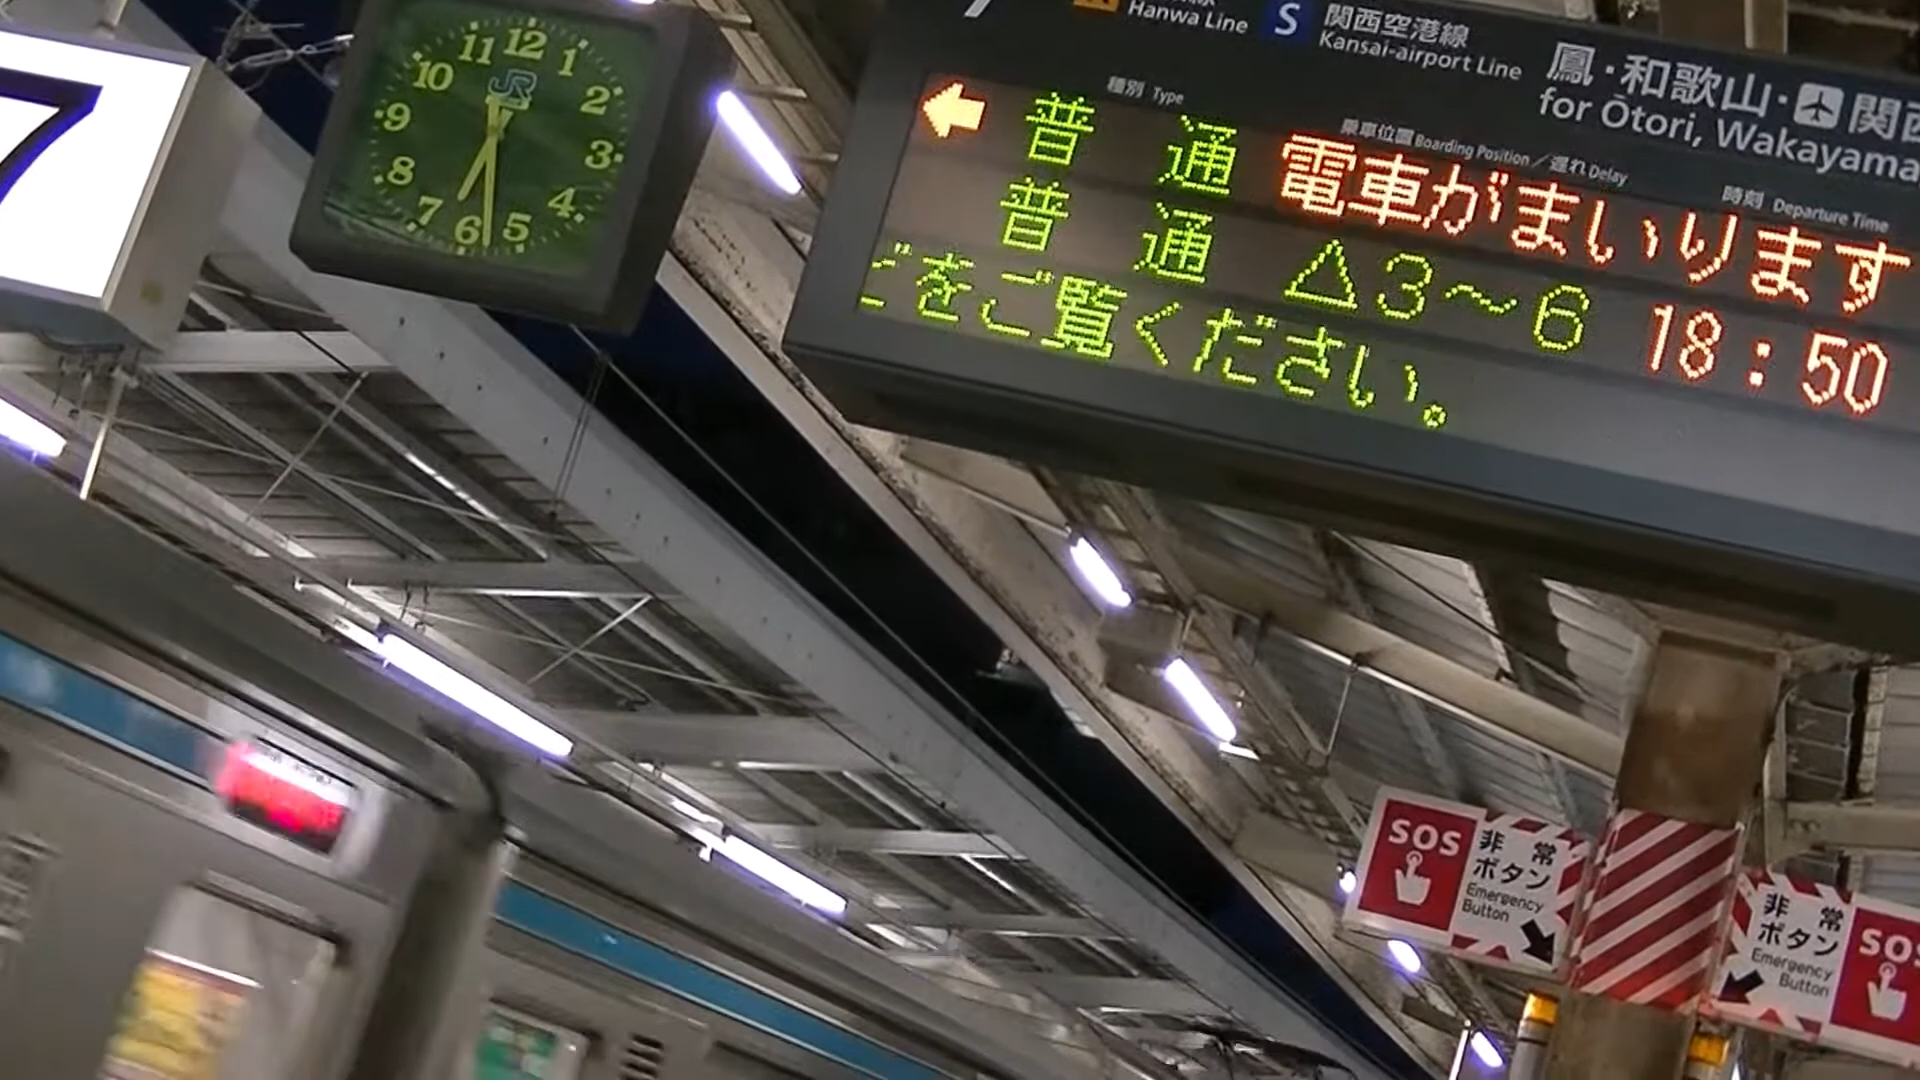 7
11 12 1
10 2
9 3
8 4
7 6 5
JR
Hanwa Line
S 関西空港線
Kansai-airport Line
鳳・和歌山・
for Ōtori, Wakayama
種別 Type
乗車位置 Boarding Position / 遅れ Delay
時刻 Departure Time
普通 電車がまいります
普通 △3~6 18:50
をご覧ください。
SOS
非常
ボタン
Emergency
Button
非常
ボタン
Emergency
Button
SOS